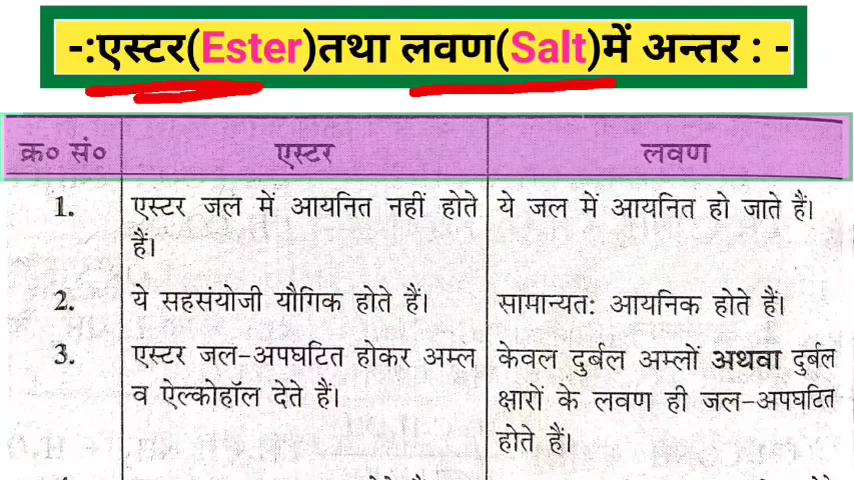 -:एस्टर(Ester)तथा लवण(Salt)में अन्तर : -
क्र० सं० एस्टर लवण
1. एस्टर जल में आयनित नहीं होते ये जल में आयनित हो जाते हैं।
हैं।
2. ये सहसंयोजी यौगिक होते हैं। सामान्यत: आयनिक होते हैं।
3. एस्टर जल-अपघटित होकर अम्ल केवल दुर्बल अम्लों अथवा दुर्बल
व ऐल्कोहॉल देते हैं। क्षारों के लवण ही जल-अपघटित
होते हैं।